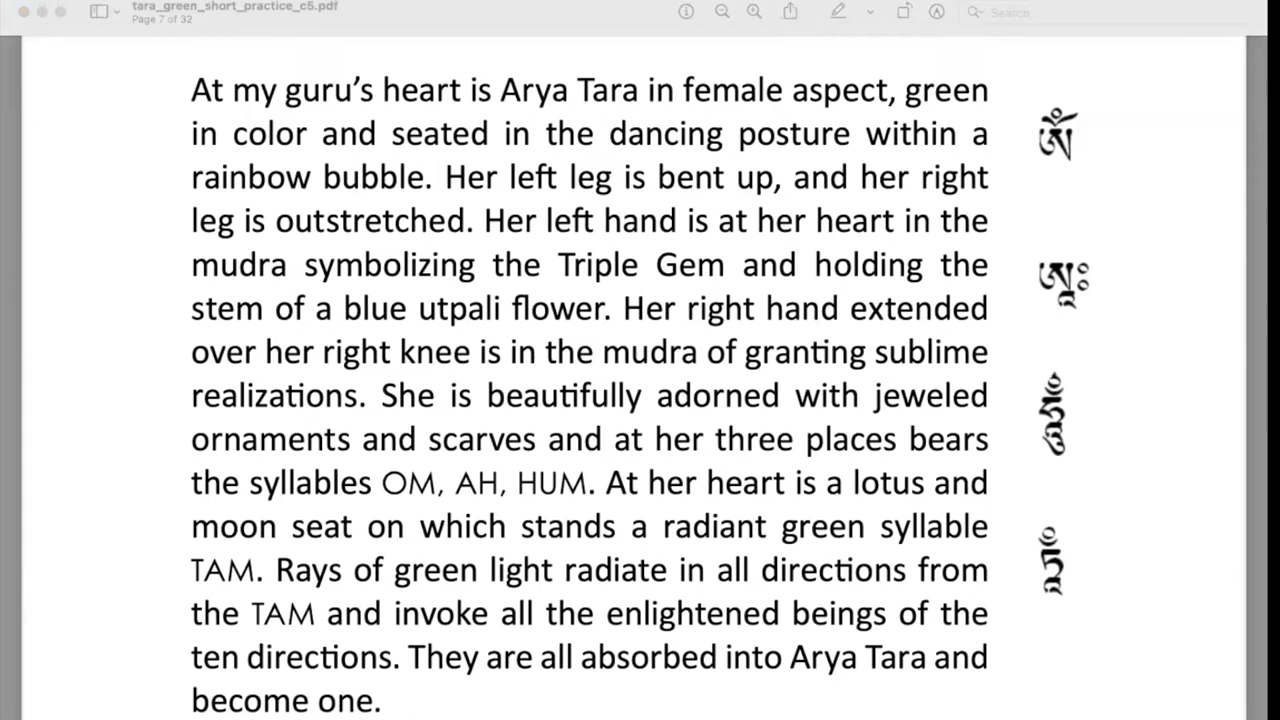 tara_green_short_practice_c5.pdf
Page 7 of 32
Search
At my guru’s heart is Arya Tara in female aspect, green
in color and seated in the dancing posture within a
rainbow bubble. Her left leg is bent up, and her right
leg is outstretched. Her left hand is at her heart in the
mudra symbolizing the Triple Gem and holding the
stem of a blue utpali flower. Her right hand extended
over her right knee is in the mudra of granting sublime
realizations. She is beautifully adorned with jeweled
ornaments and scarves and at her three places bears
the syllables OM, AH, HUM. At her heart is a lotus and
moon seat on which stands a radiant green syllable
TAM. Rays of green light radiate in all directions from
the TAM and invoke all the enlightened beings of the
ten directions. They are all absorbed into Arya Tara and
become one.
ༀ
ཨཱཿ
ཧཱུྃ
ཏཱཾ